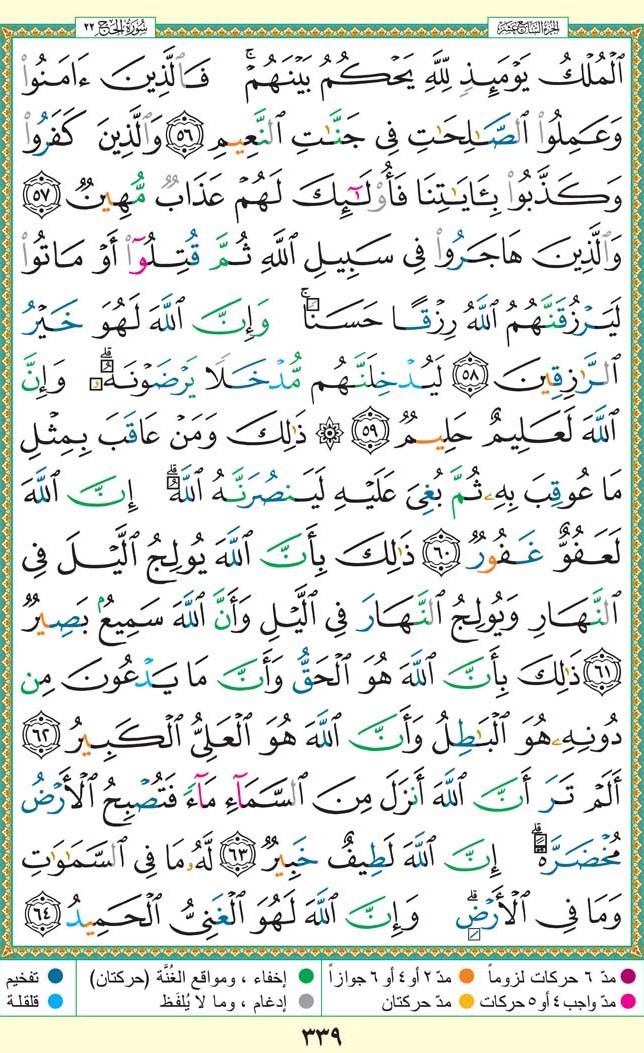 الجزء السابع عشر
سورة الحج ٢٢
ٱلْمُلْكُ يَوْمَئِذٍ لِّلَّهِ يَحْكُمُ بَيْنَهُمْ ۚ فَٱلَّذِينَ ءَامَنُوا۟
وَعَمِلُوا۟ ٱلصَّـٰلِحَـٰتِ فِى جَنَّـٰتِ ٱلنَّعِيمِ ٥٦ وَٱلَّذِينَ كَفَرُوا۟
وَكَذَّبُوا۟ بِـَٔايَـٰتِنَا فَأُو۟لَـٰٓئِكَ لَهُمْ عَذَابٌ مُّهِينٌ ٥٧
وَٱلَّذِينَ هَاجَرُوا۟ فِى سَبِيلِ ٱللَّهِ ثُمَّ قُتِلُوٓا۟ أَوْ مَاتُوا۟
لَيَرْزُقَنَّهُمُ ٱللَّهُ رِزْقًا حَسَنًا ۚ وَإِنَّ ٱللَّهَ لَهُوَ خَيْرُ
ٱلرَّٰزِقِينَ ٥٨ لَيُدْخِلَنَّهُم مُّدْخَلًا يَرْضَوْنَهُۥ ۗ وَإِنَّ
ٱللَّهَ لَعَلِيمٌ حَلِيمٌ ٥٩ ۞ ذَٰلِكَ وَمَنْ عَاقَبَ بِمِثْلِ
مَا عُوقِبَ بِهِۦ ثُمَّ بُغِىَ عَلَيْهِ لَيَنصُرَنَّهُ ٱللَّهُ ۗ إِنَّ ٱللَّهَ
لَعَفُوٌّ غَفُورٌ ٦٠ ذَٰلِكَ بِأَنَّ ٱللَّهَ يُولِجُ ٱلَّيْلَ فِى
ٱلنَّهَارِ وَيُولِجُ ٱلنَّهَارَ فِى ٱلَّيْلِ وَأَنَّ ٱللَّهَ سَمِيعٌۢ بَصِيرٌ
٦١ ذَٰلِكَ بِأَنَّ ٱللَّهَ هُوَ ٱلْحَقُّ وَأَنَّ مَا يَدْعُونَ مِن
دُونِهِۦ هُوَ ٱلْبَـٰطِلُ وَأَنَّ ٱللَّهَ هُوَ ٱلْعَلِىُّ ٱلْكَبِيرُ ٦٢
أَلَمْ تَرَ أَنَّ ٱللَّهَ أَنزَلَ مِنَ ٱلسَّمَآءِ مَآءً فَتُصْبِحُ ٱلْأَرْضُ
مُخْضَرَّةً ۗ إِنَّ ٱللَّهَ لَطِيفٌ خَبِيرٌ ٦٣ لَّهُۥ مَا فِى ٱلسَّمَـٰوَٰتِ
وَمَا فِى ٱلْأَرْضِ ۗ وَإِنَّ ٱللَّهَ لَهُوَ ٱلْغَنِىُّ ٱلْحَمِيدُ ٦٤
مدّ ٦ حركات لزوماً مدّ ٢ أو ٤ أو ٦ جوازاً إخفاء ، ومواقع الغُنَّة (حركتان) تفخيم
مدّ واجب ٤ أو ٥ حركات مدّ حركتان إدغام ، وما لا يُلفَظ قلقلة
٣٣٩